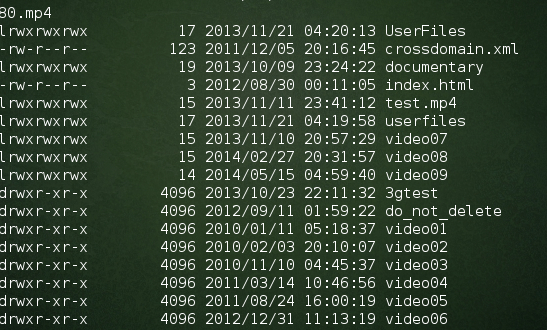 80.mp4
lrwxrwxrwx 17 2013/11/21 04:20:13 UserFiles
-rw-r--r-- 123 2011/12/05 20:16:45 crossdomain.xml
lrwxrwxrwx 19 2013/10/09 23:24:22 documentary
-rw-r--r-- 3 2012/08/30 00:11:05 index.html
lrwxrwxrwx 15 2013/11/11 23:41:12 test.mp4
lrwxrwxrwx 17 2013/11/21 04:19:58 userfiles
lrwxrwxrwx 15 2013/11/10 20:57:29 video07
lrwxrwxrwx 15 2014/02/27 20:31:57 video08
lrwxrwxrwx 14 2014/05/15 04:59:40 video09
drwxr-xr-x 4096 2013/10/23 22:11:32 3gtest
drwxr-xr-x 4096 2012/09/11 01:59:22 do_not_delete
drwxr-xr-x 4096 2010/01/11 05:18:37 video01
drwxr-xr-x 4096 2010/02/03 20:10:07 video02
drwxr-xr-x 4096 2010/11/10 04:45:37 video03
drwxr-xr-x 4096 2011/03/14 10:46:56 video04
drwxr-xr-x 4096 2011/08/24 16:00:19 video05
drwxr-xr-x 4096 2012/12/31 11:13:19 video06